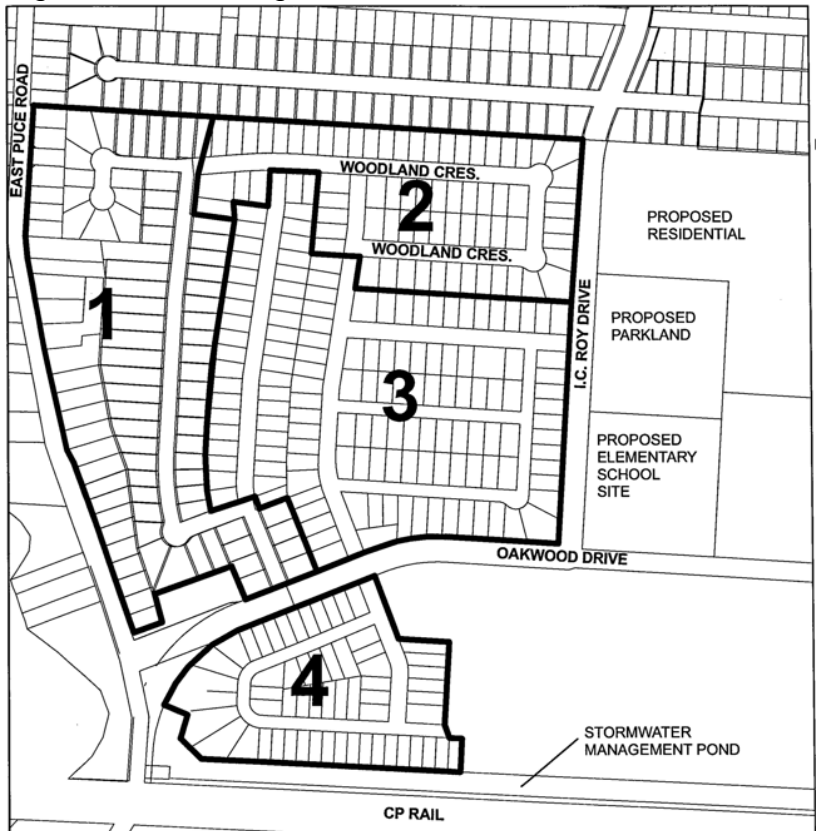 EAST PUCE ROAD
WOODLAND CRES.
2
WOODLAND CRES.
PROPOSED
RESIDENTIAL
1
I.C. ROY DRIVE
PROPOSED
PARKLAND
3
PROPOSED
ELEMENTARY
SCHOOL
SITE
OAKWOOD DRIVE
4
STORMWATER
MANAGEMENT POND
CP RAIL